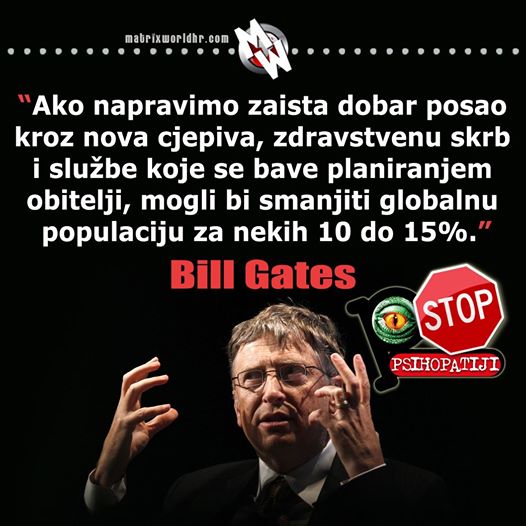 matrixworldhr.com
MW
“Ako napravimo zaista dobar posao
kroz nova cjepiva, zdravstvenu skrb
i službe koje se bave planiranjem
obitelji, mogli bi smanjiti globalnu
populaciju za nekih 10 do 15%.”
Bill Gates
STOP
PSIHOPATIJI